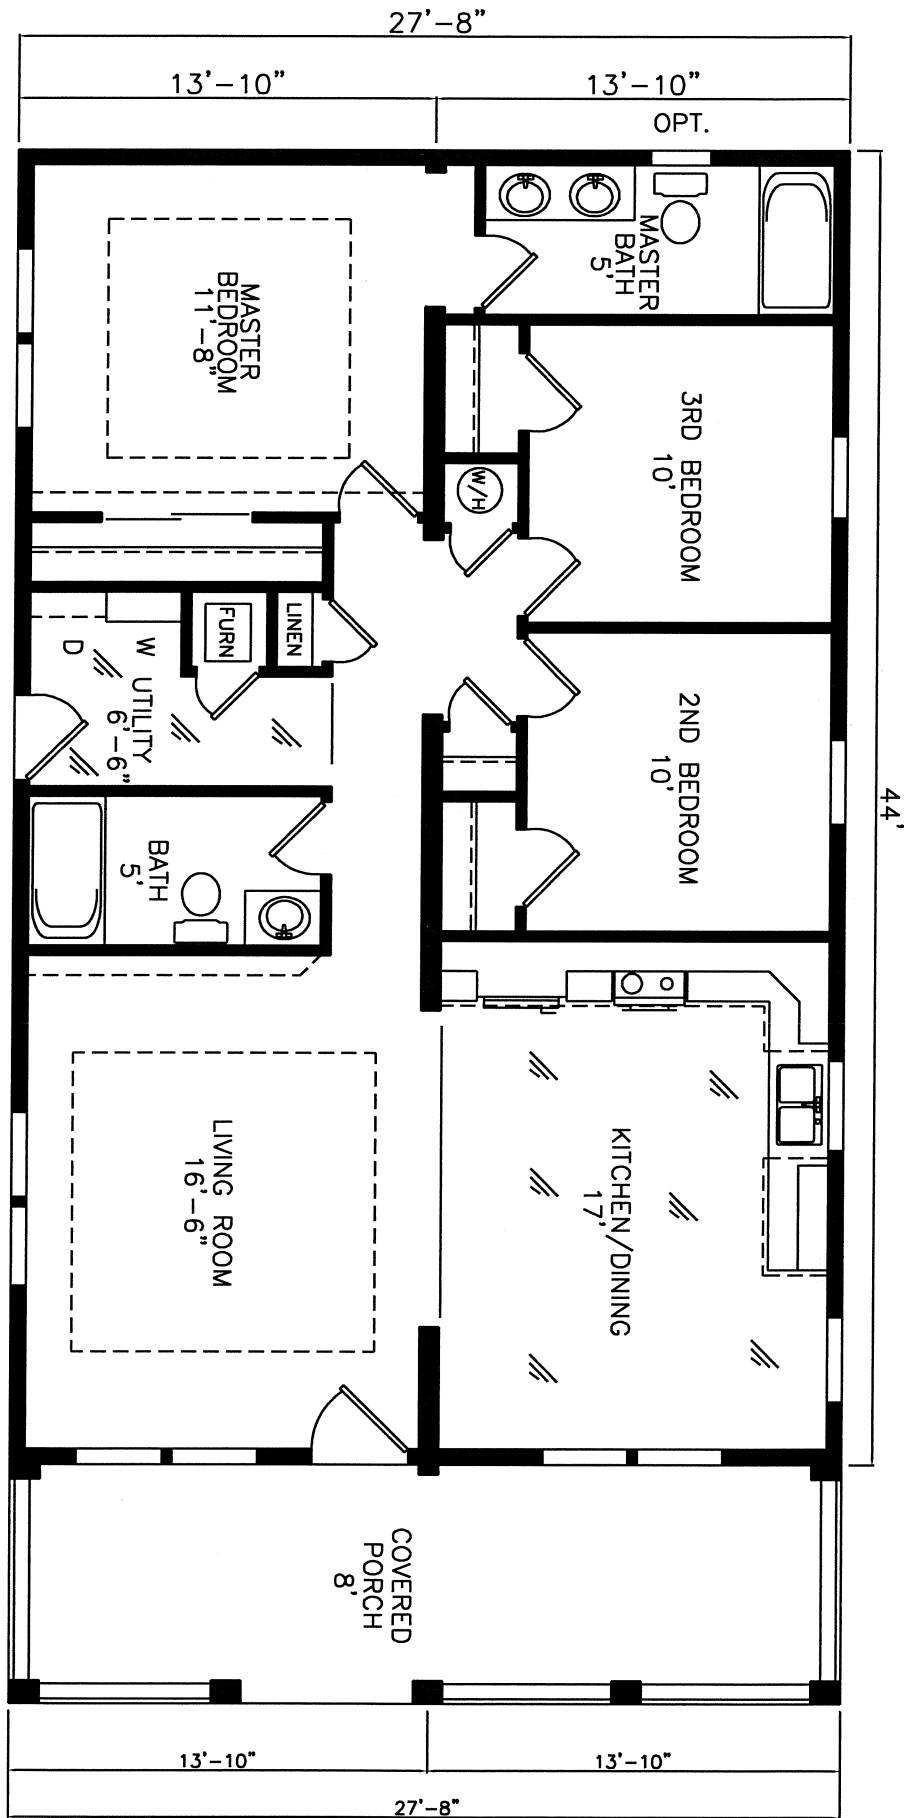 27'-8"
13'-10"
13'-10"
OPT.
MASTER
BATH
5'
MASTER
BEDROOM
11'-8"
3RD BEDROOM
10'
W/H
LINEN
FURN
W
D
UTILITY
6'-6"
2ND BEDROOM
10'
44'
BATH
5'
LIVING ROOM
16'-6"
KITCHEN/DINING
17'
COVERED
PORCH
8'
13'-10"
13'-10"
27'-8"